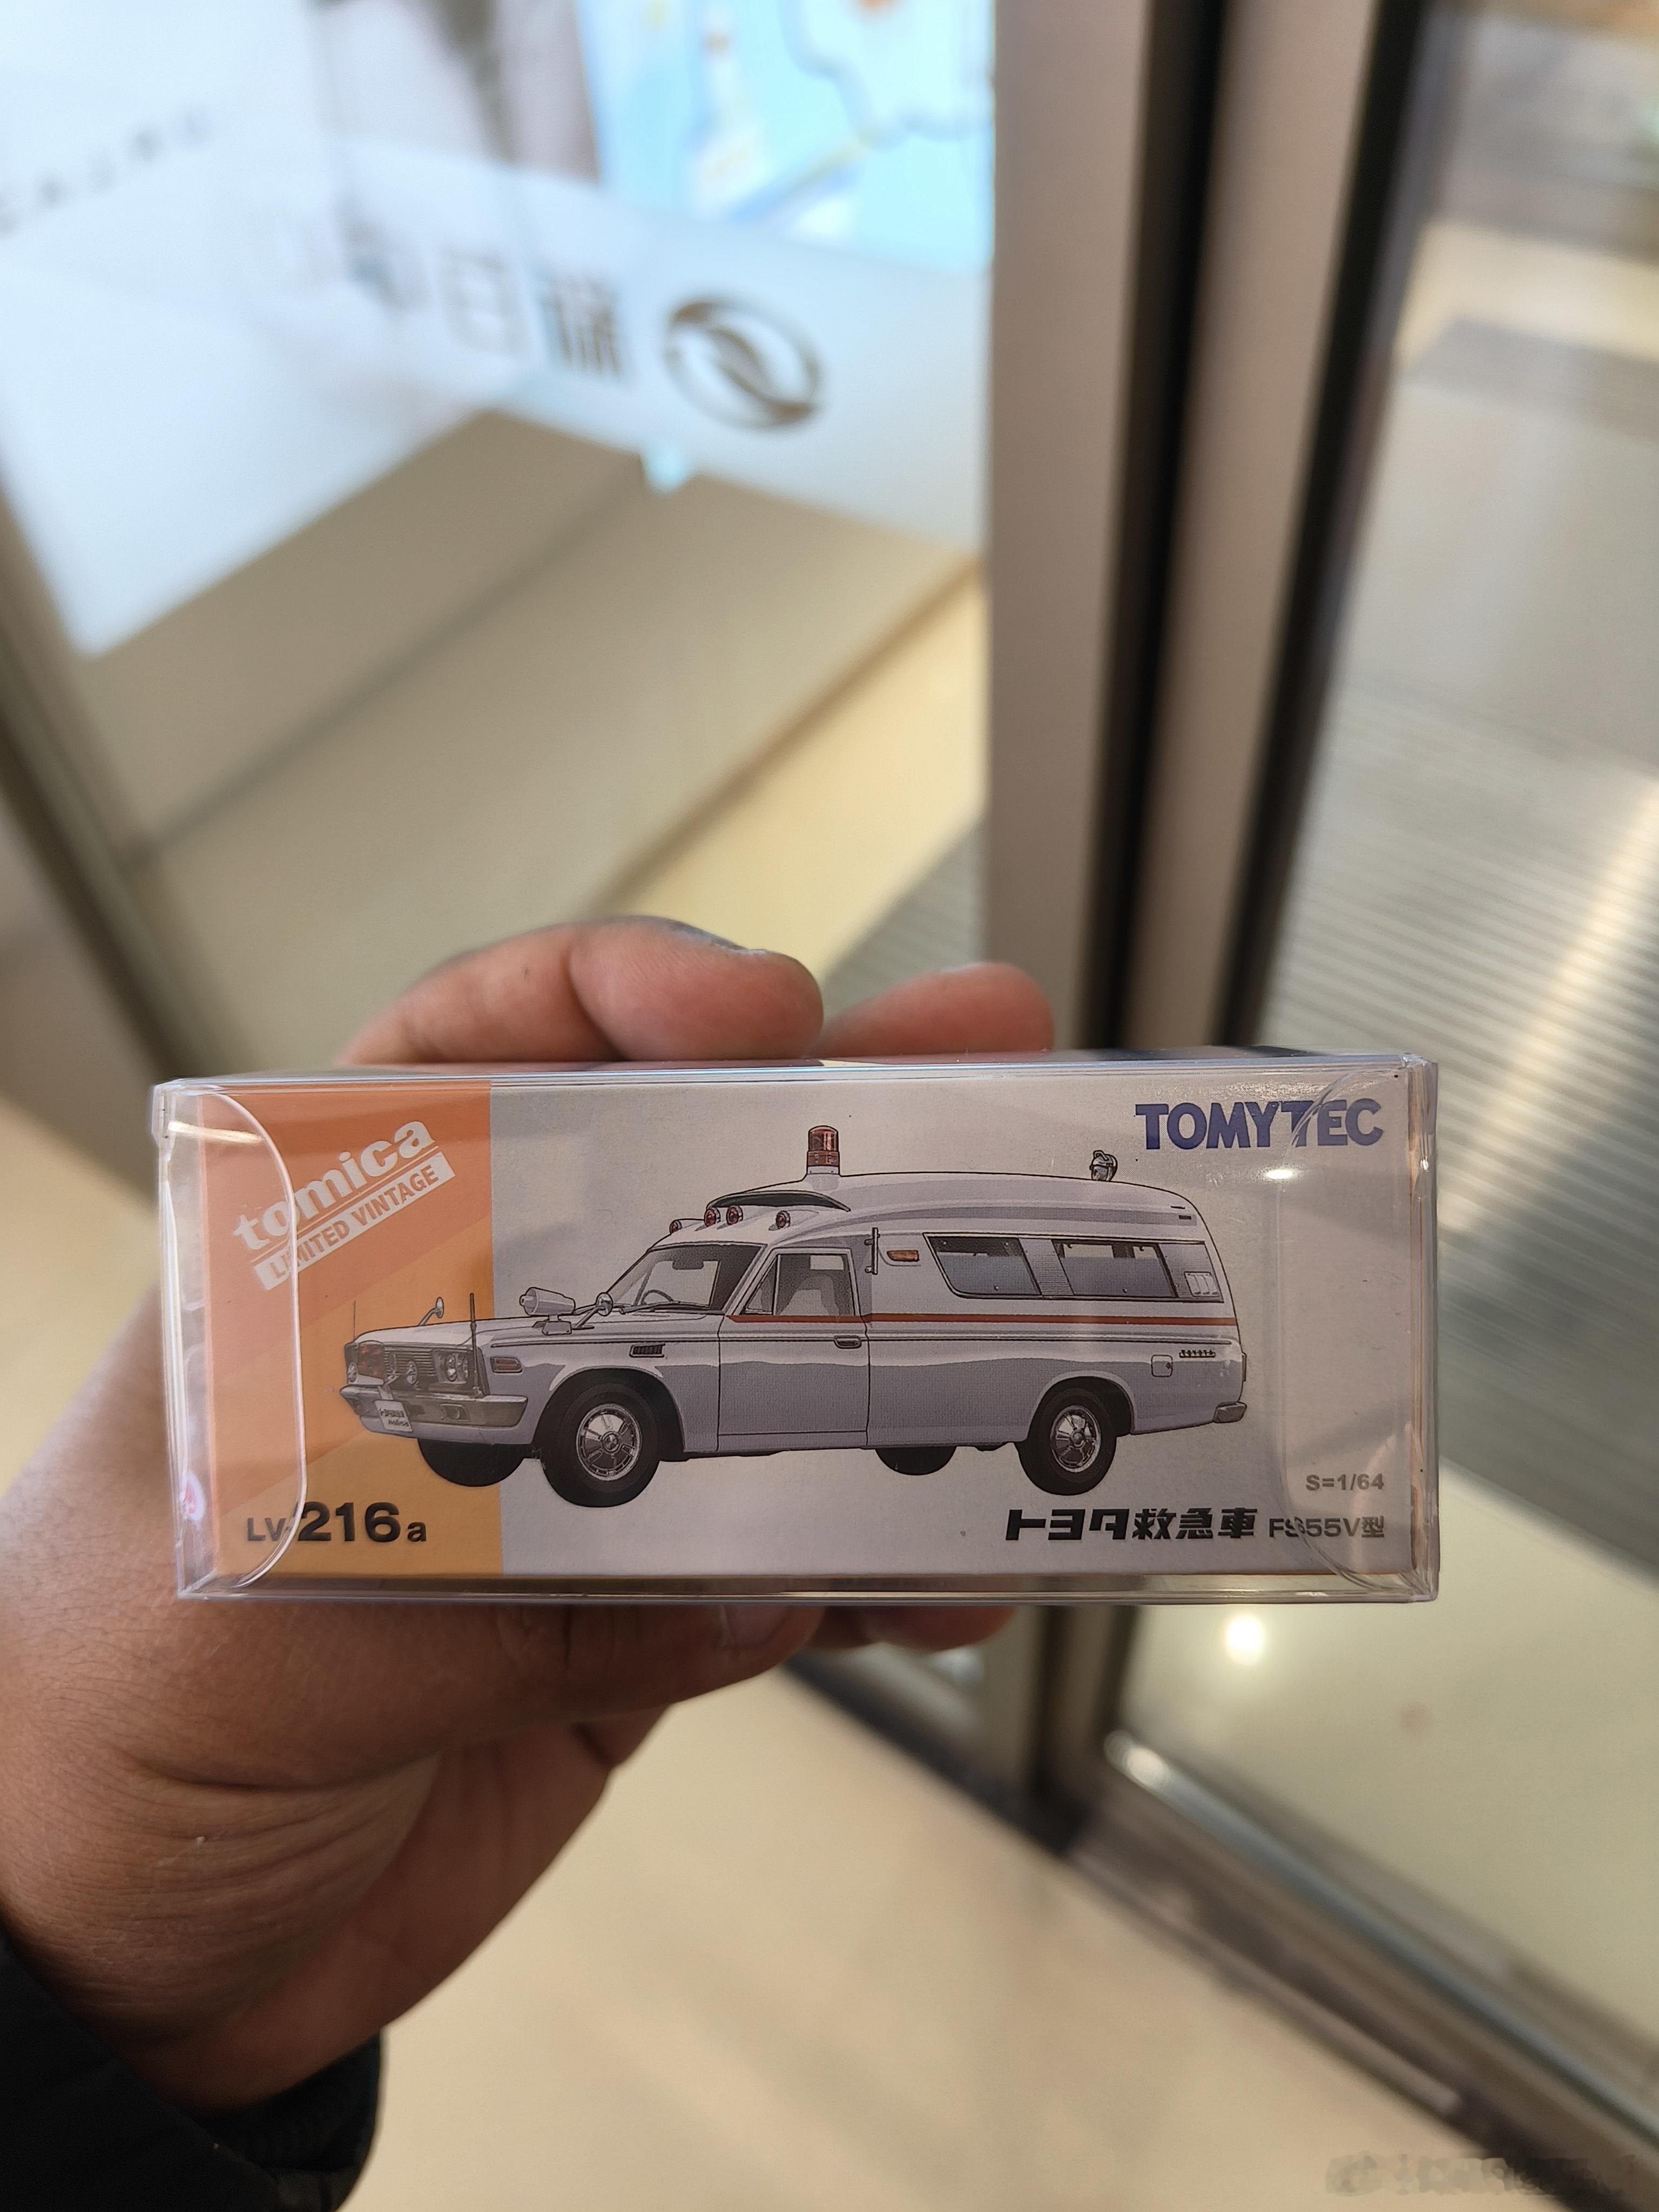 tomica
LIMITED VINTAGE
TOMYTEC
TOYOTA
S=1/64
LV-216a
トヨタ救急車 FS55V型